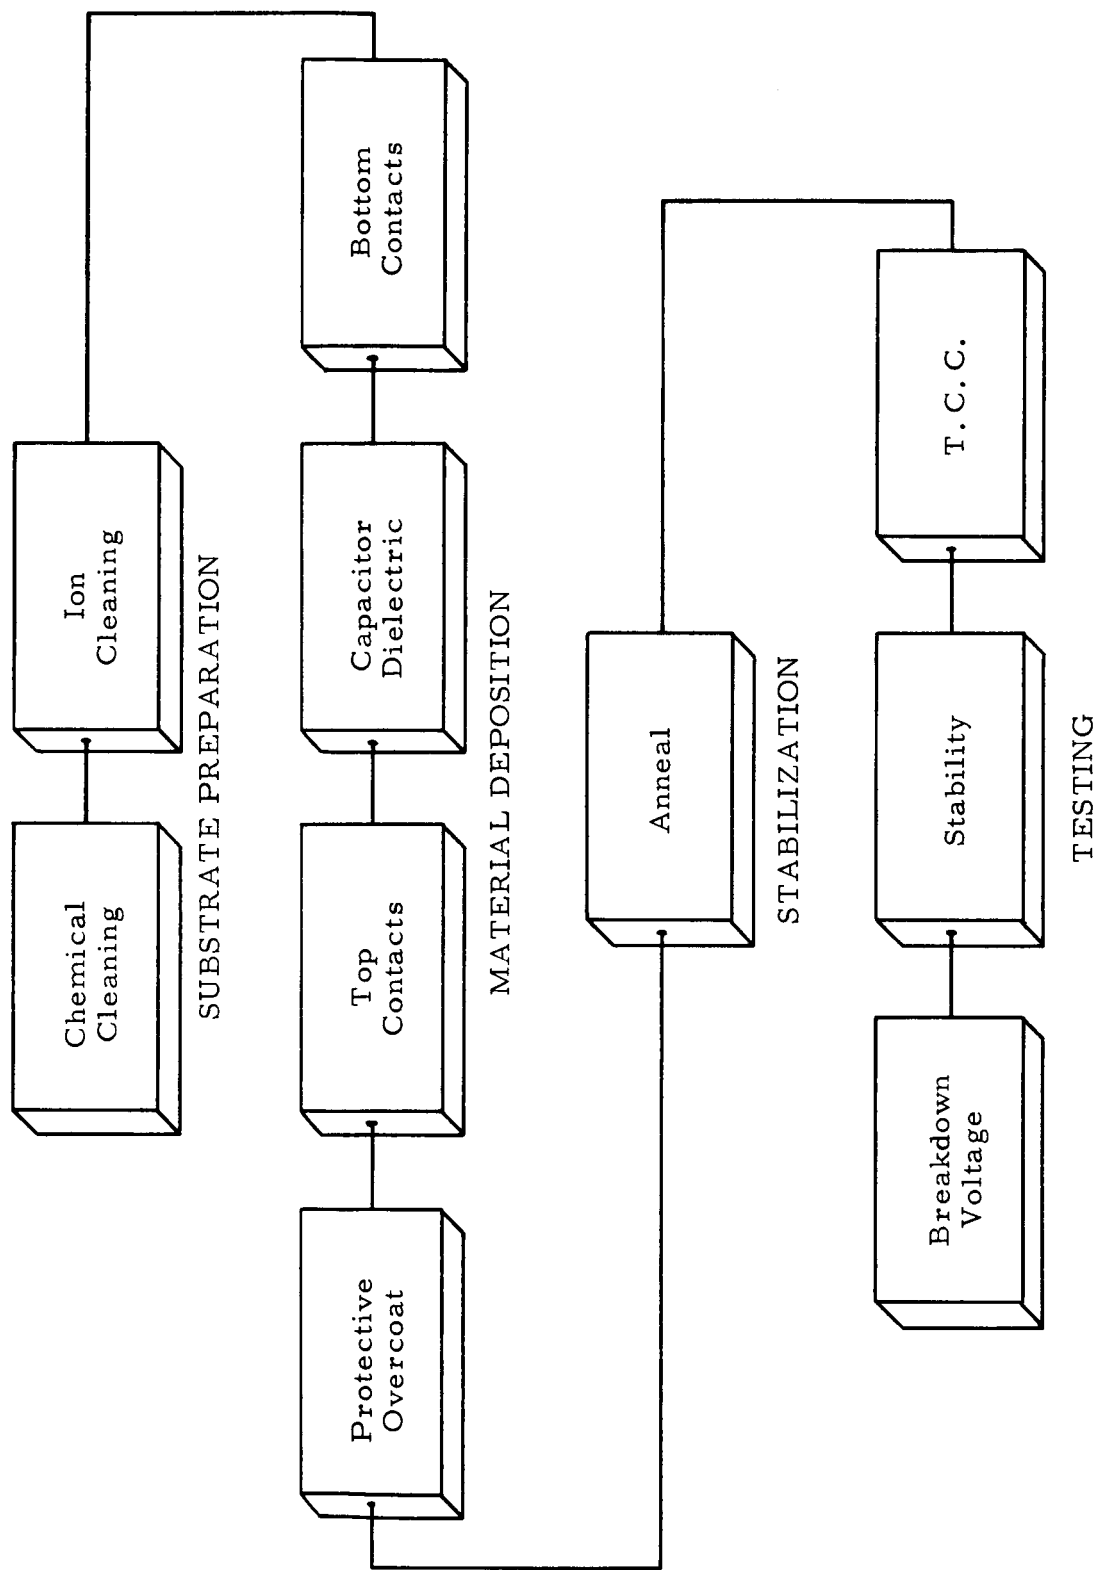 Chemical
Cleaning
Ion
Cleaning
SUBSTRATE PREPARATION
Protective
Overcoat
Top
Contacts
Capacitor
Dielectric
Bottom
Contacts
MATERIAL DEPOSITION
Anneal
STABILIZATION
Breakdown
Voltage
Stability
T.C.C.
TESTING